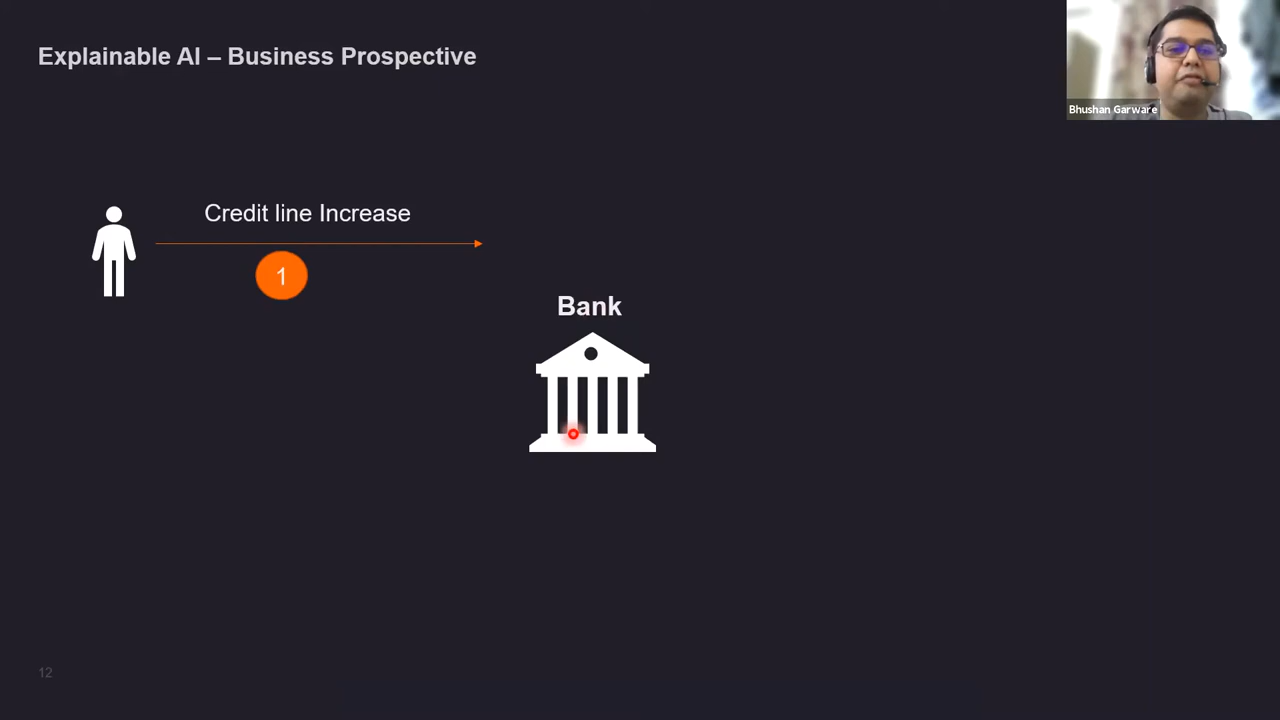 Explainable AI – Business Prospective
Bhushan Garware
Credit line Increase
1
Bank
12